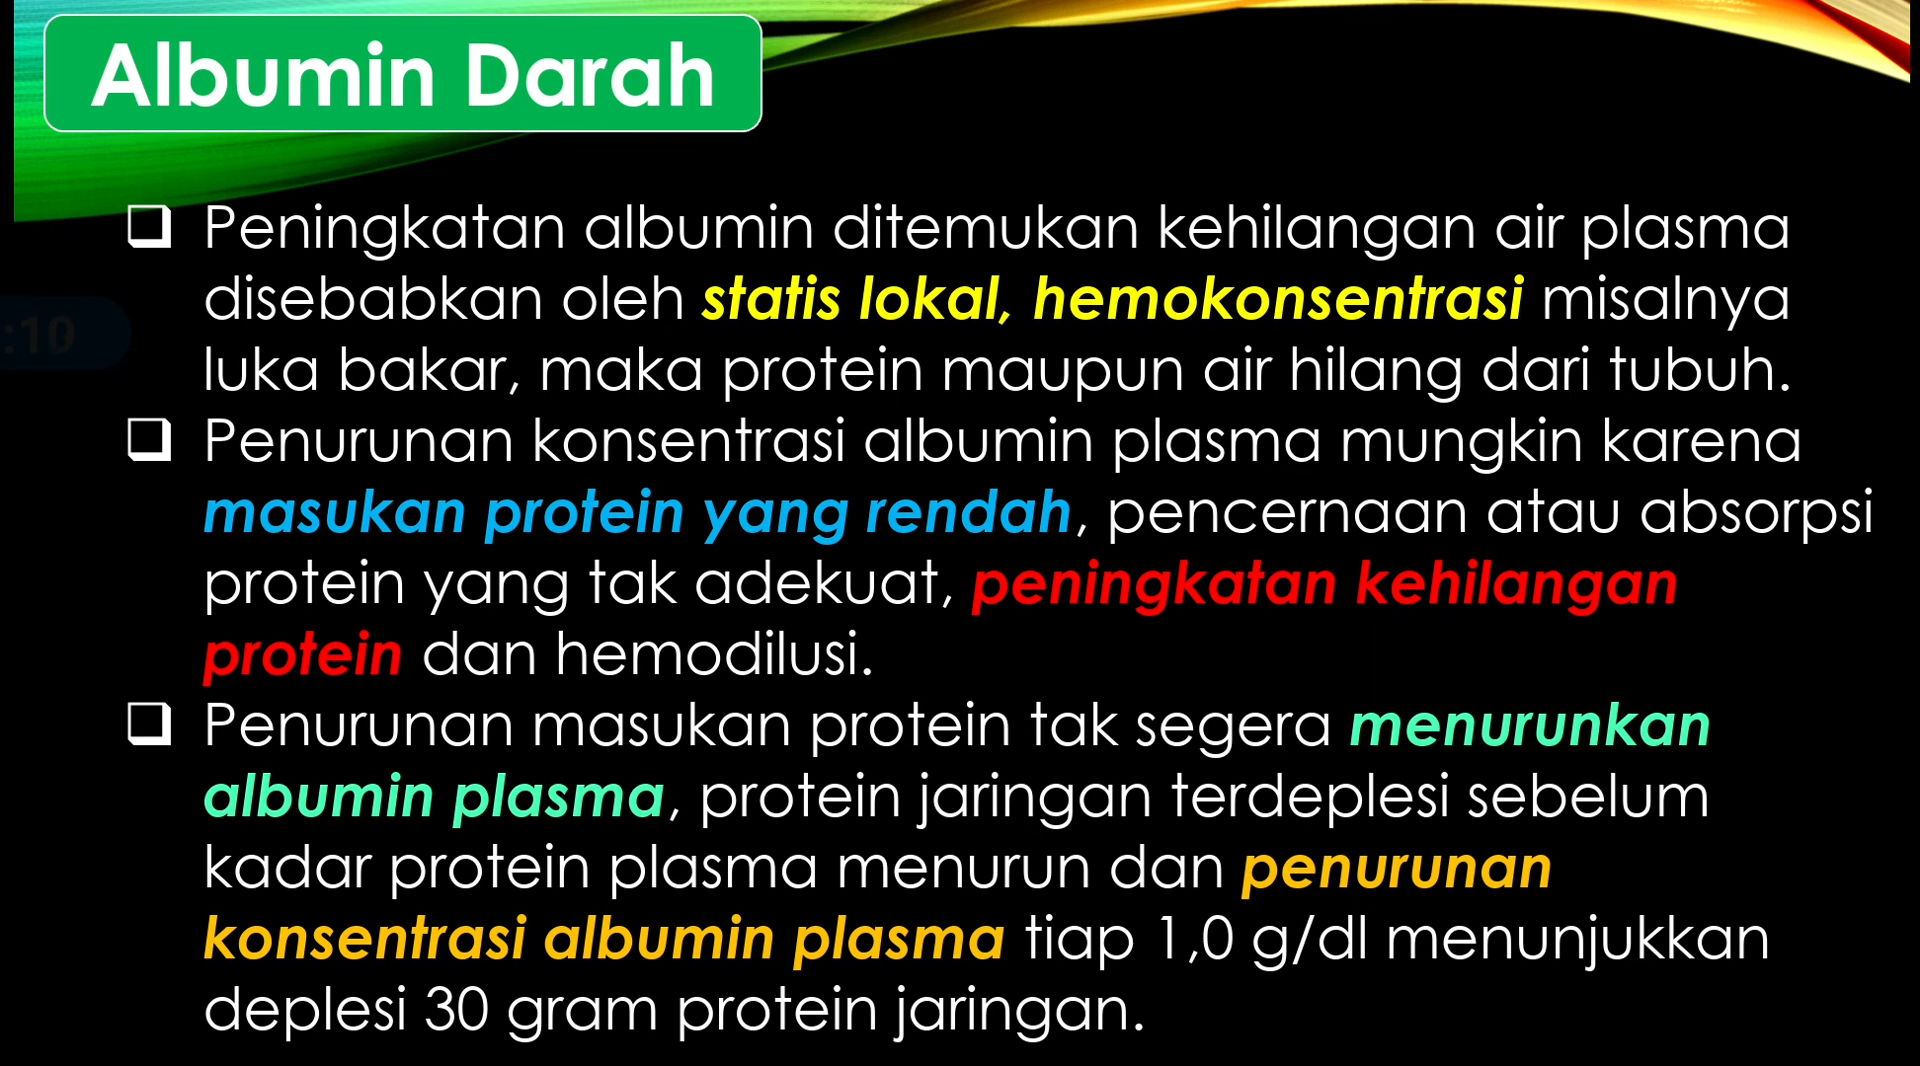 Albumin Darah
Peningkatan albumin ditemukan kehilangan air plasma
disebabkan oleh statis lokal, hemokonsentrasi misalnya
luka bakar, maka protein maupun air hilang dari tubuh.
:10
Penurunan konsentrasi albumin plasma mungkin karena
masukan protein yang rendah, pencernaan atau absorpsi
protein yang tak adekuat, peningkatan kehilangan
protein dan hemodilusi.
Penurunan masukan protein tak segera menurunkan
albumin plasma, protein jaringan terdeplesi sebelum
kadar protein plasma menurun dan penurunan
konsentrasi albumin plasma tiap 1,0 g/dl menunjukkan
deplesi 30 gram protein jaringan.